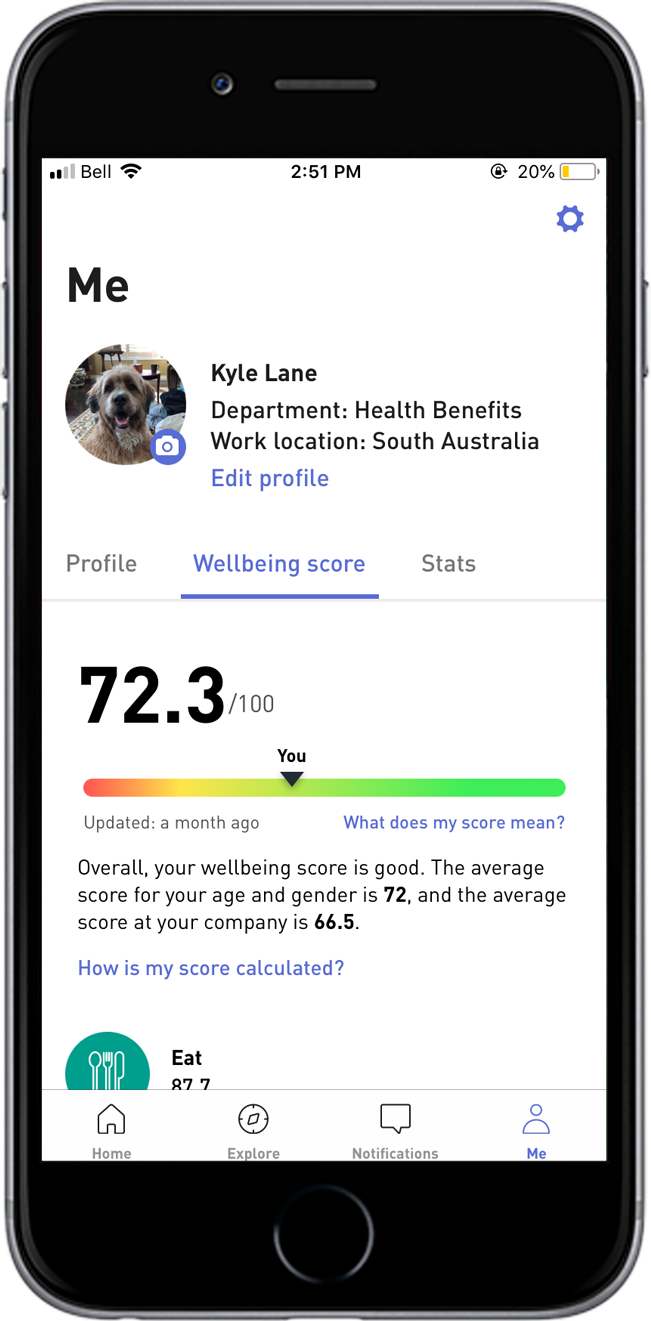 Bell 2:51 PM 20%
Me
Kyle Lane
Department: Health Benefits
Work location: South Australia
Edit profile
Profile Wellbeing score Stats
72.3/100
You
Updated: a month ago What does my score mean?
Overall, your wellbeing score is good. The average
score for your age and gender is 72, and the average
score at your company is 66.5.
How is my score calculated?
Eat
87.7
Home Explore Notifications Me